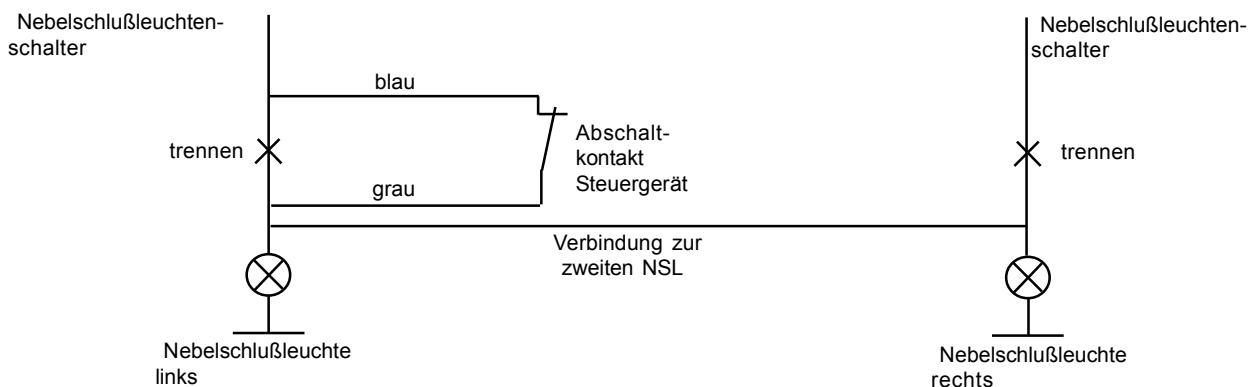 Nebelschlußleuchten-
schalter
Nebelschlußleuchten-
schalter
blau
trennen
Abschalt-
kontakt
Steuergerät
trennen
grau
Verbindung zur
zweiten NSL
Nebelschlußleuchte
links
Nebelschlußleuchte
rechts